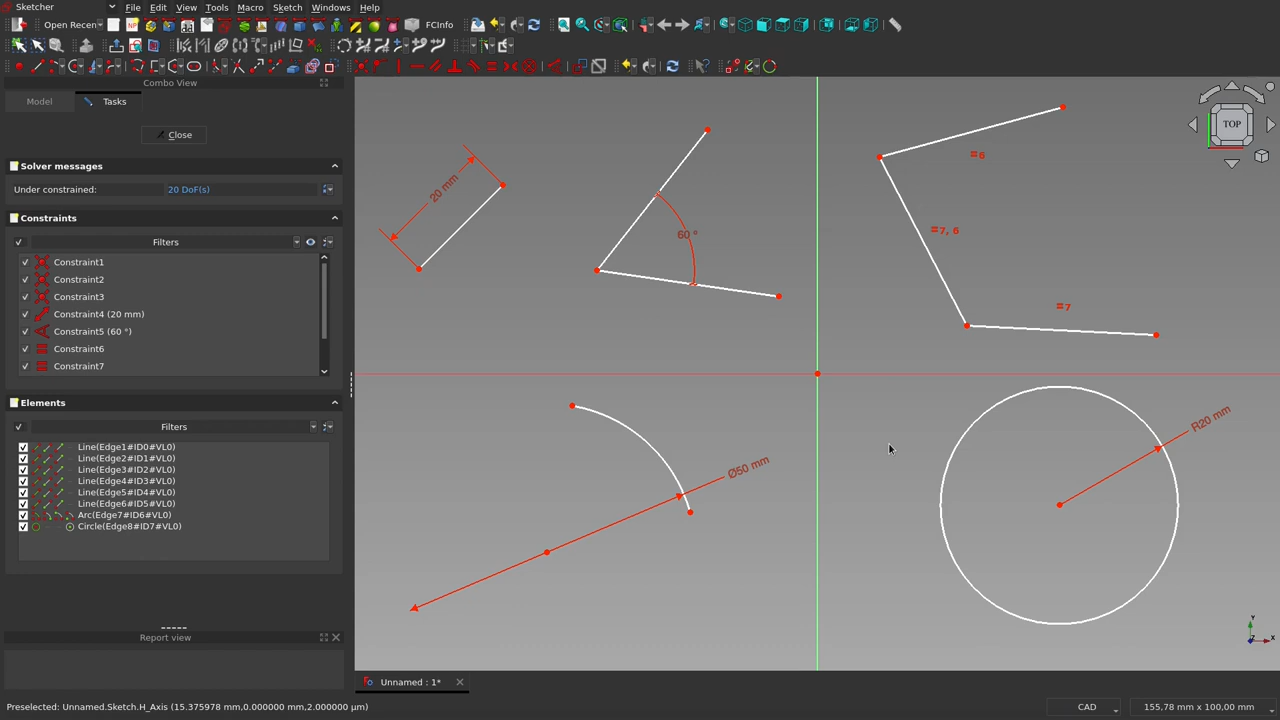 Sketcher
File Edit View Tools Macro Sketch Windows Help
Open Recent
FCInfo
Combo View
Model
Tasks
Close
Solver messages
Under constrained: 20 DoF(s)
Constraints
Filters
Constraint1
Constraint2
Constraint3
Constraint4 (20 mm)
Constraint5 (60 °)
Constraint6
Constraint7
Elements
Filters
Line(Edge1#ID0#VL0)
Line(Edge2#ID1#VL0)
Line(Edge3#ID2#VL0)
Line(Edge4#ID3#VL0)
Line(Edge5#ID4#VL0)
Line(Edge6#ID5#VL0)
Arc(Edge7#ID6#VL0)
Circle(Edge8#ID7#VL0)
Report view
20 mm
60 °
=6
=7, 6
=7
Ø50 mm
R20 mm
TOP
Y
Z
X
Unnamed : 1*
Preselected: Unnamed.Sketch.H_Axis (15.375978 mm,0.000000 mm,2.000000 μm)
CAD
155,78 mm x 100,00 mm